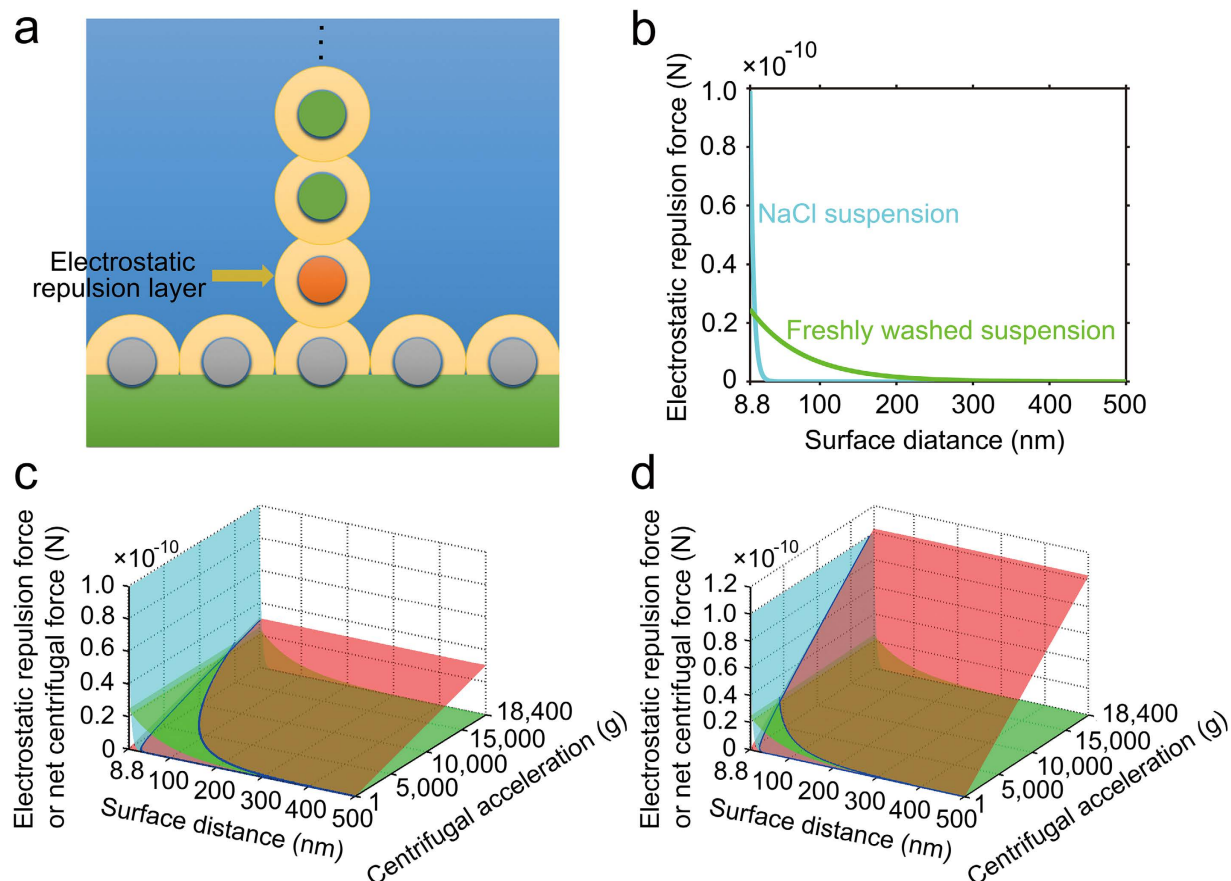 a
Electrostatic
repulsion layer
b
×10⁻¹⁰
Electrostatic repulsion force (N)
1.0
0.8
0.6
0.4
0.2
0
NaCl suspension
Freshly washed suspension
8.8 100 200 300 400 500
Surface diatance (nm)
c
Electrostatic repulsion force
or net centrifugal force (N)
×10⁻¹⁰
1.0
0.8
0.6
0.4
0.2
0
8.8 100 200 300 400 500
Surface distance (nm)
1 5,000 10,000 15,000 18,400
Centrifugal acceleration (g)
d
Electrostatic repulsion force
or net centrifugal force (N)
×10⁻¹⁰
1.2
1.0
0.8
0.6
0.4
0.2
0
8.8 100 200 300 400 500
Surface distance (nm)
1 5,000 10,000 15,000 18,400
Centrifugal acceleration (g)